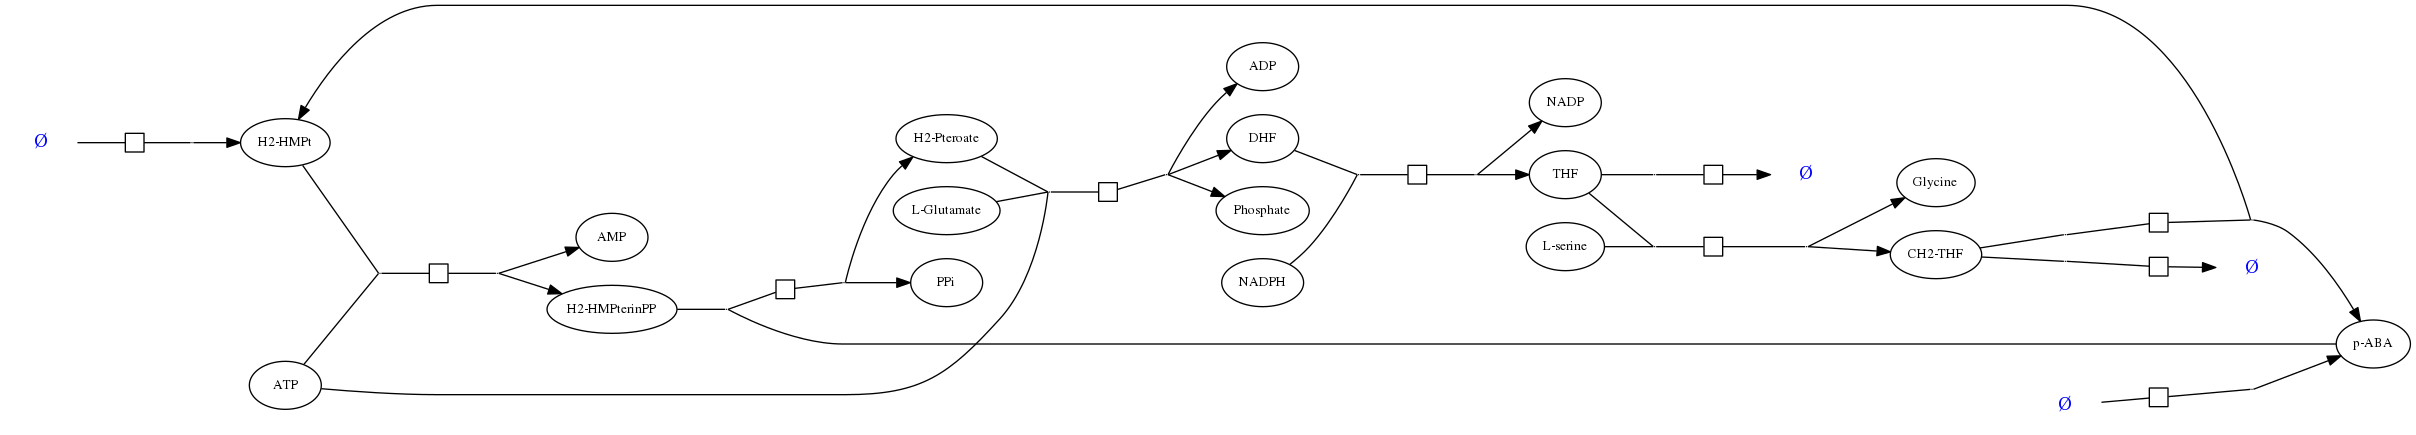 Ø
H2-HMPt
ATP
AMP
H2-HMPterinPP
H2-Pteroate
L-Glutamate
PPi
ADP
DHF
Phosphate
NADPH
NADP
THF
L-serine
Ø
Glycine
CH2-THF
Ø
Ø
p-ABA